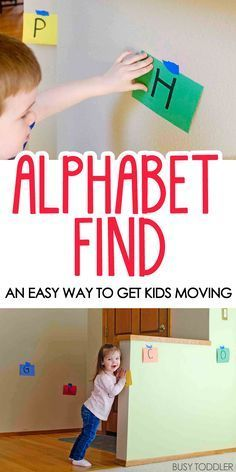 P
H
ALPHABET
FIND
AN EASY WAY TO GET KIDS MOVING
G
C
O
BUSY TODDLER